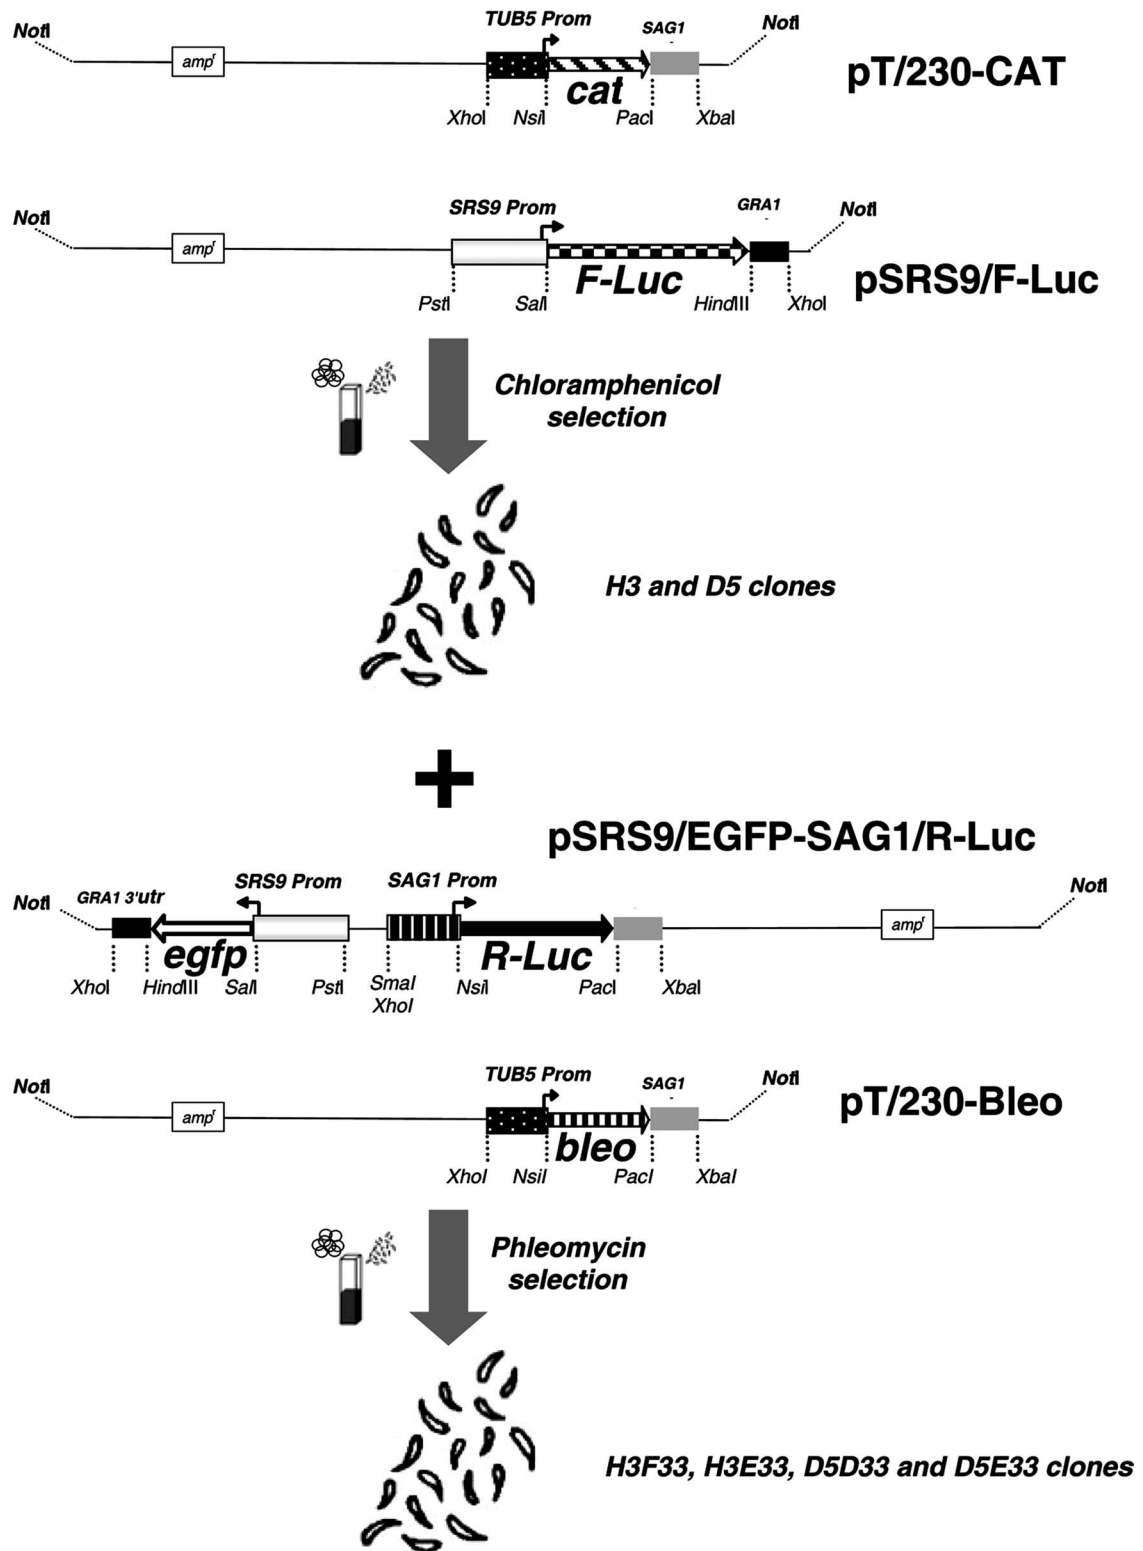 TUB5 Prom
SAG1
NotI
NotI
amp^r
pT/230-CAT
cat
XhoI NsiI PacI XbaI
SRS9 Prom
GRA1
NotI
NotI
amp^r
F-Luc
pSRS9/F-Luc
PstI SalI HindIII XhoI
Chloramphenicol
selection
H3 and D5 clones
+
pSRS9/EGFP-SAG1/R-Luc
GRA1 3'utr
SRS9 Prom
SAG1 Prom
NotI
NotI
amp^r
egfp
R-Luc
XhoI HindIII SalI PstI SmaI NsiI PacI XbaI
XhoI
TUB5 Prom
SAG1
NotI
NotI
amp^r
pT/230-Bleo
bleo
XhoI NsiI PacI XbaI
Phleomycin
selection
H3F33, H3E33, D5D33 and D5E33 clones